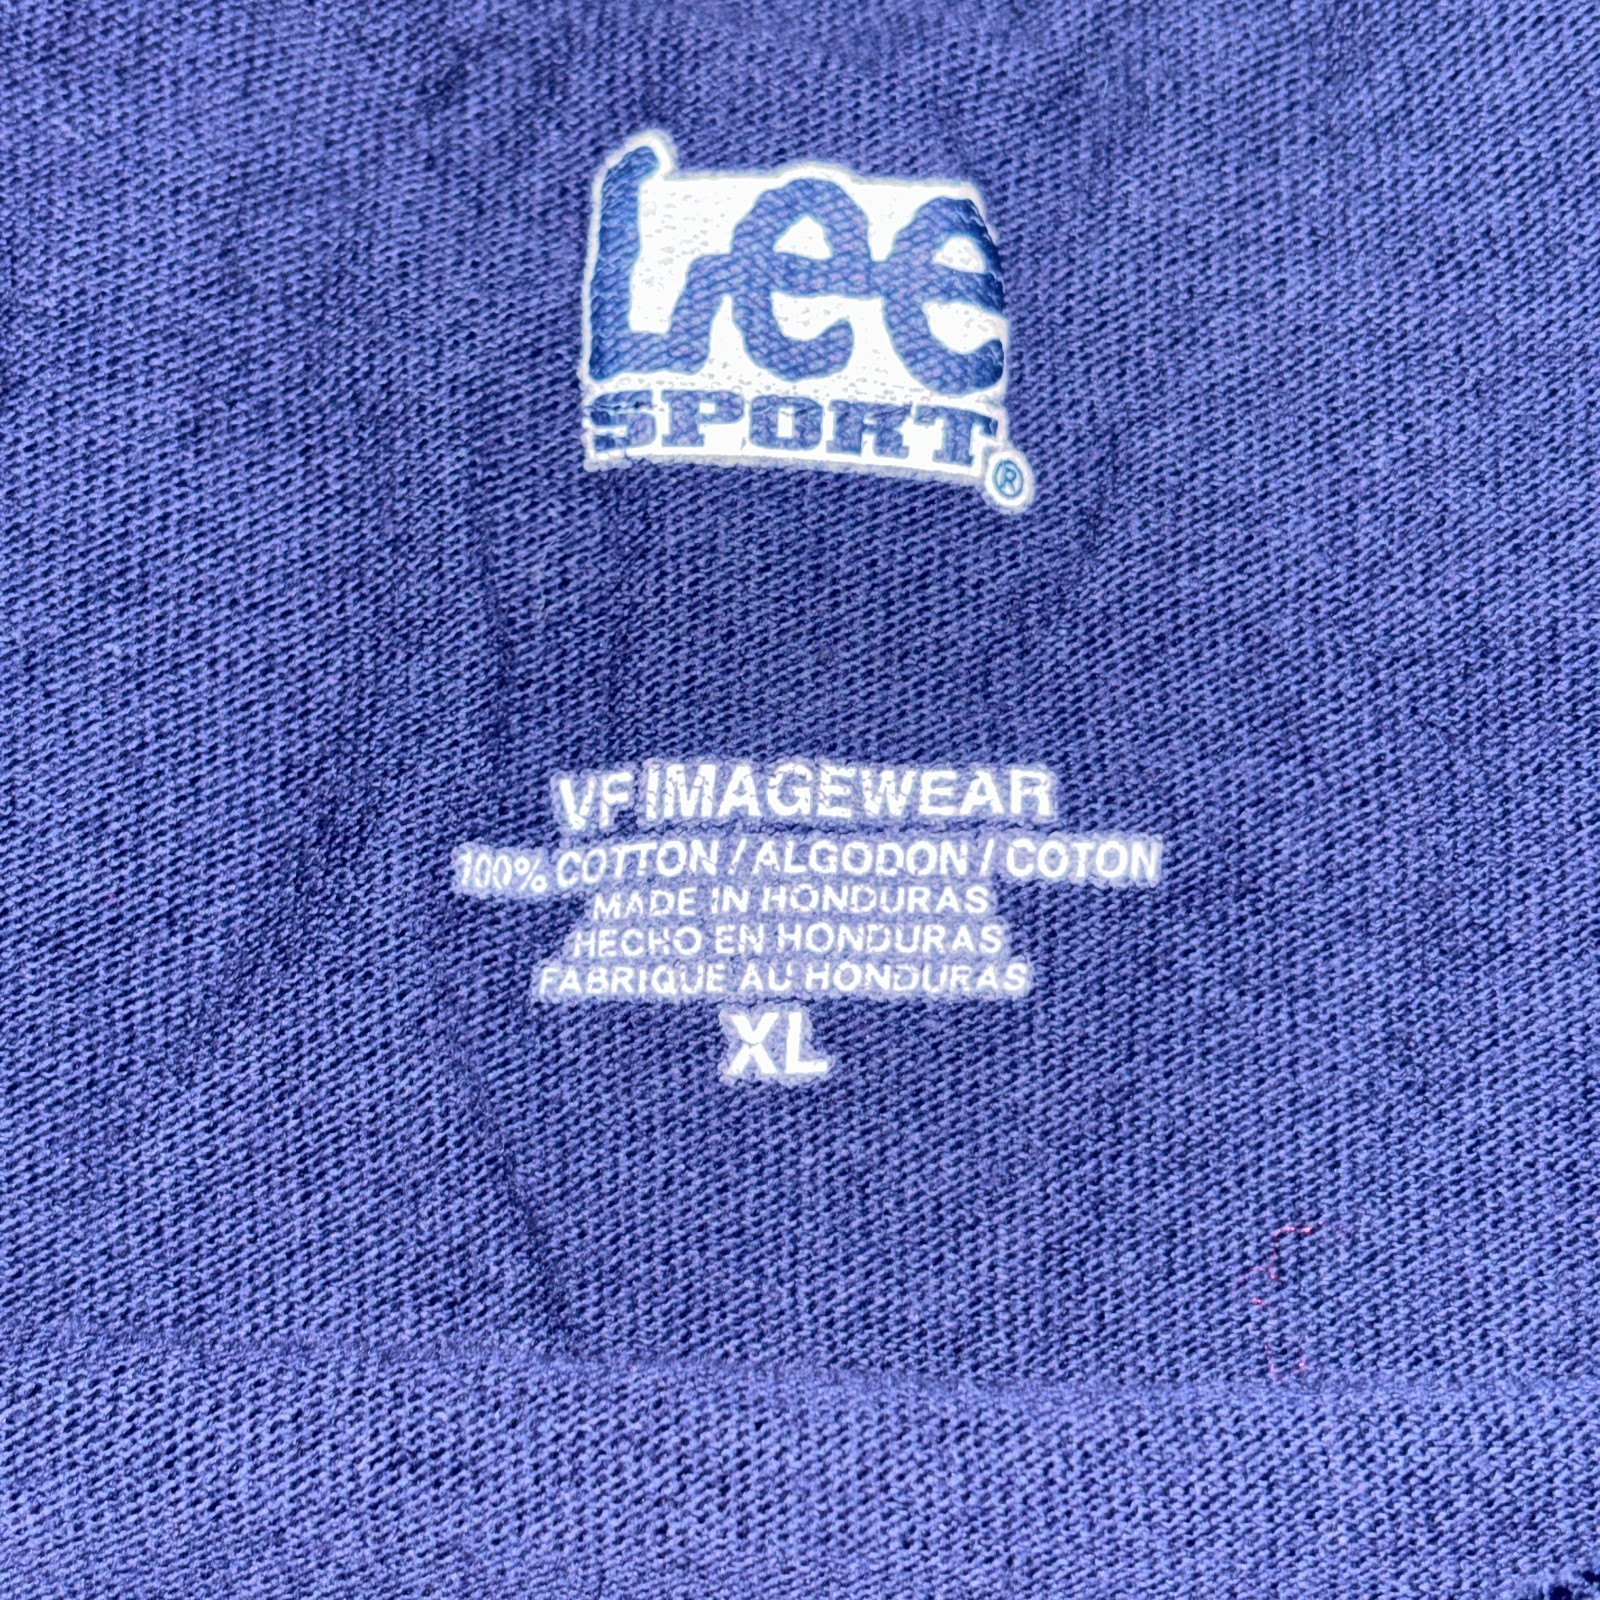 Lee
SPORT®
VF IMAGEWEAR
100% COTTON / ALGODON / COTON
MADE IN HONDURAS
HECHO EN HONDURAS
FABRIQUE AU HONDURAS
XL